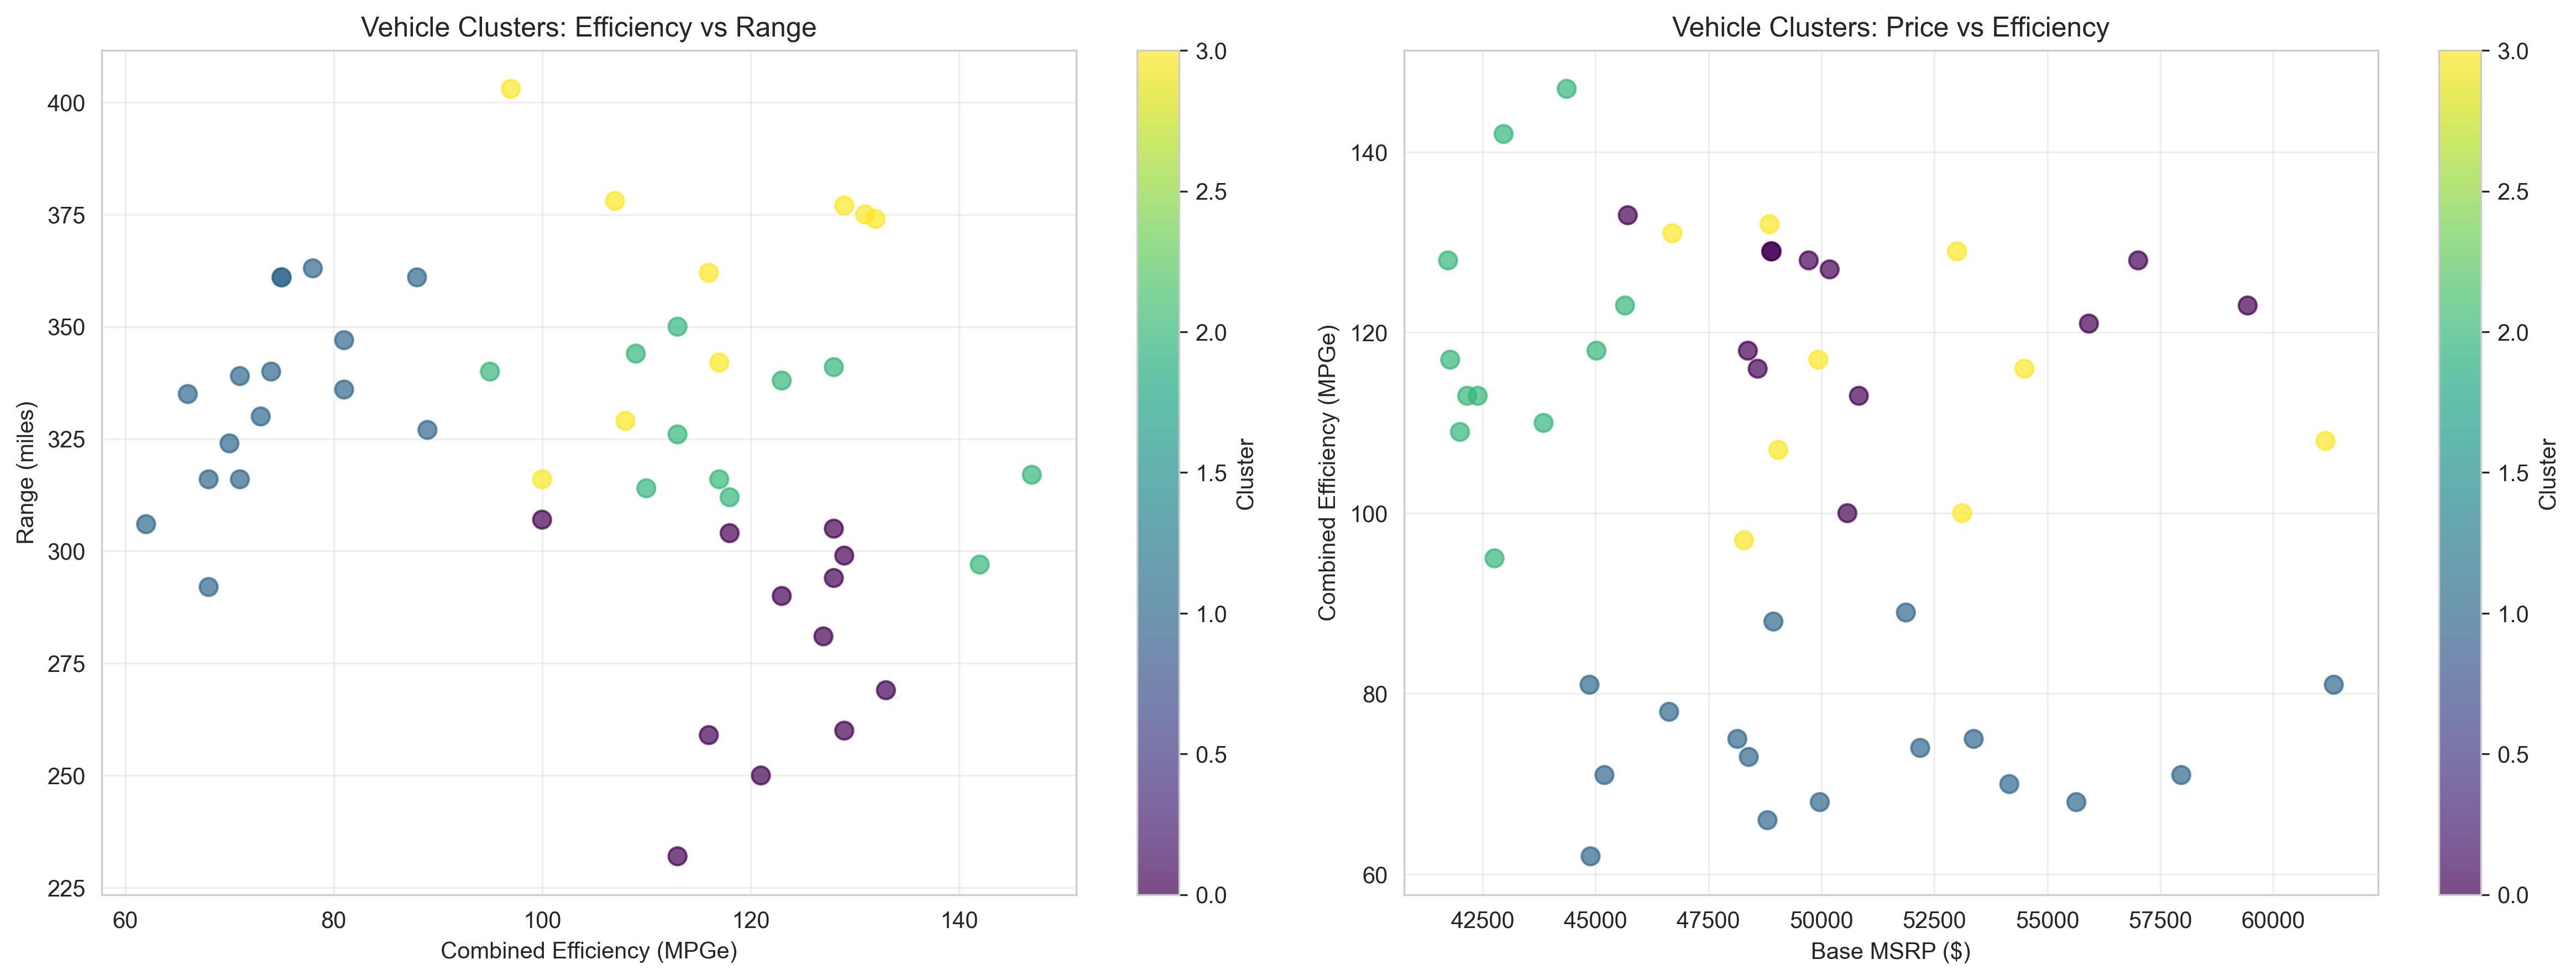 Vehicle Clusters: Efficiency vs Range
400
375
350
325
300
275
250
225
Range (miles)
60 80 100 120 140
Combined Efficiency (MPGe)
3.0
2.5
2.0
1.5
1.0
0.5
0.0
Cluster
Vehicle Clusters: Price vs Efficiency
140
120
100
80
60
Combined Efficiency (MPGe)
42500 45000 47500 50000 52500 55000 57500 60000
Base MSRP ($)
3.0
2.5
2.0
1.5
1.0
0.5
0.0
Cluster